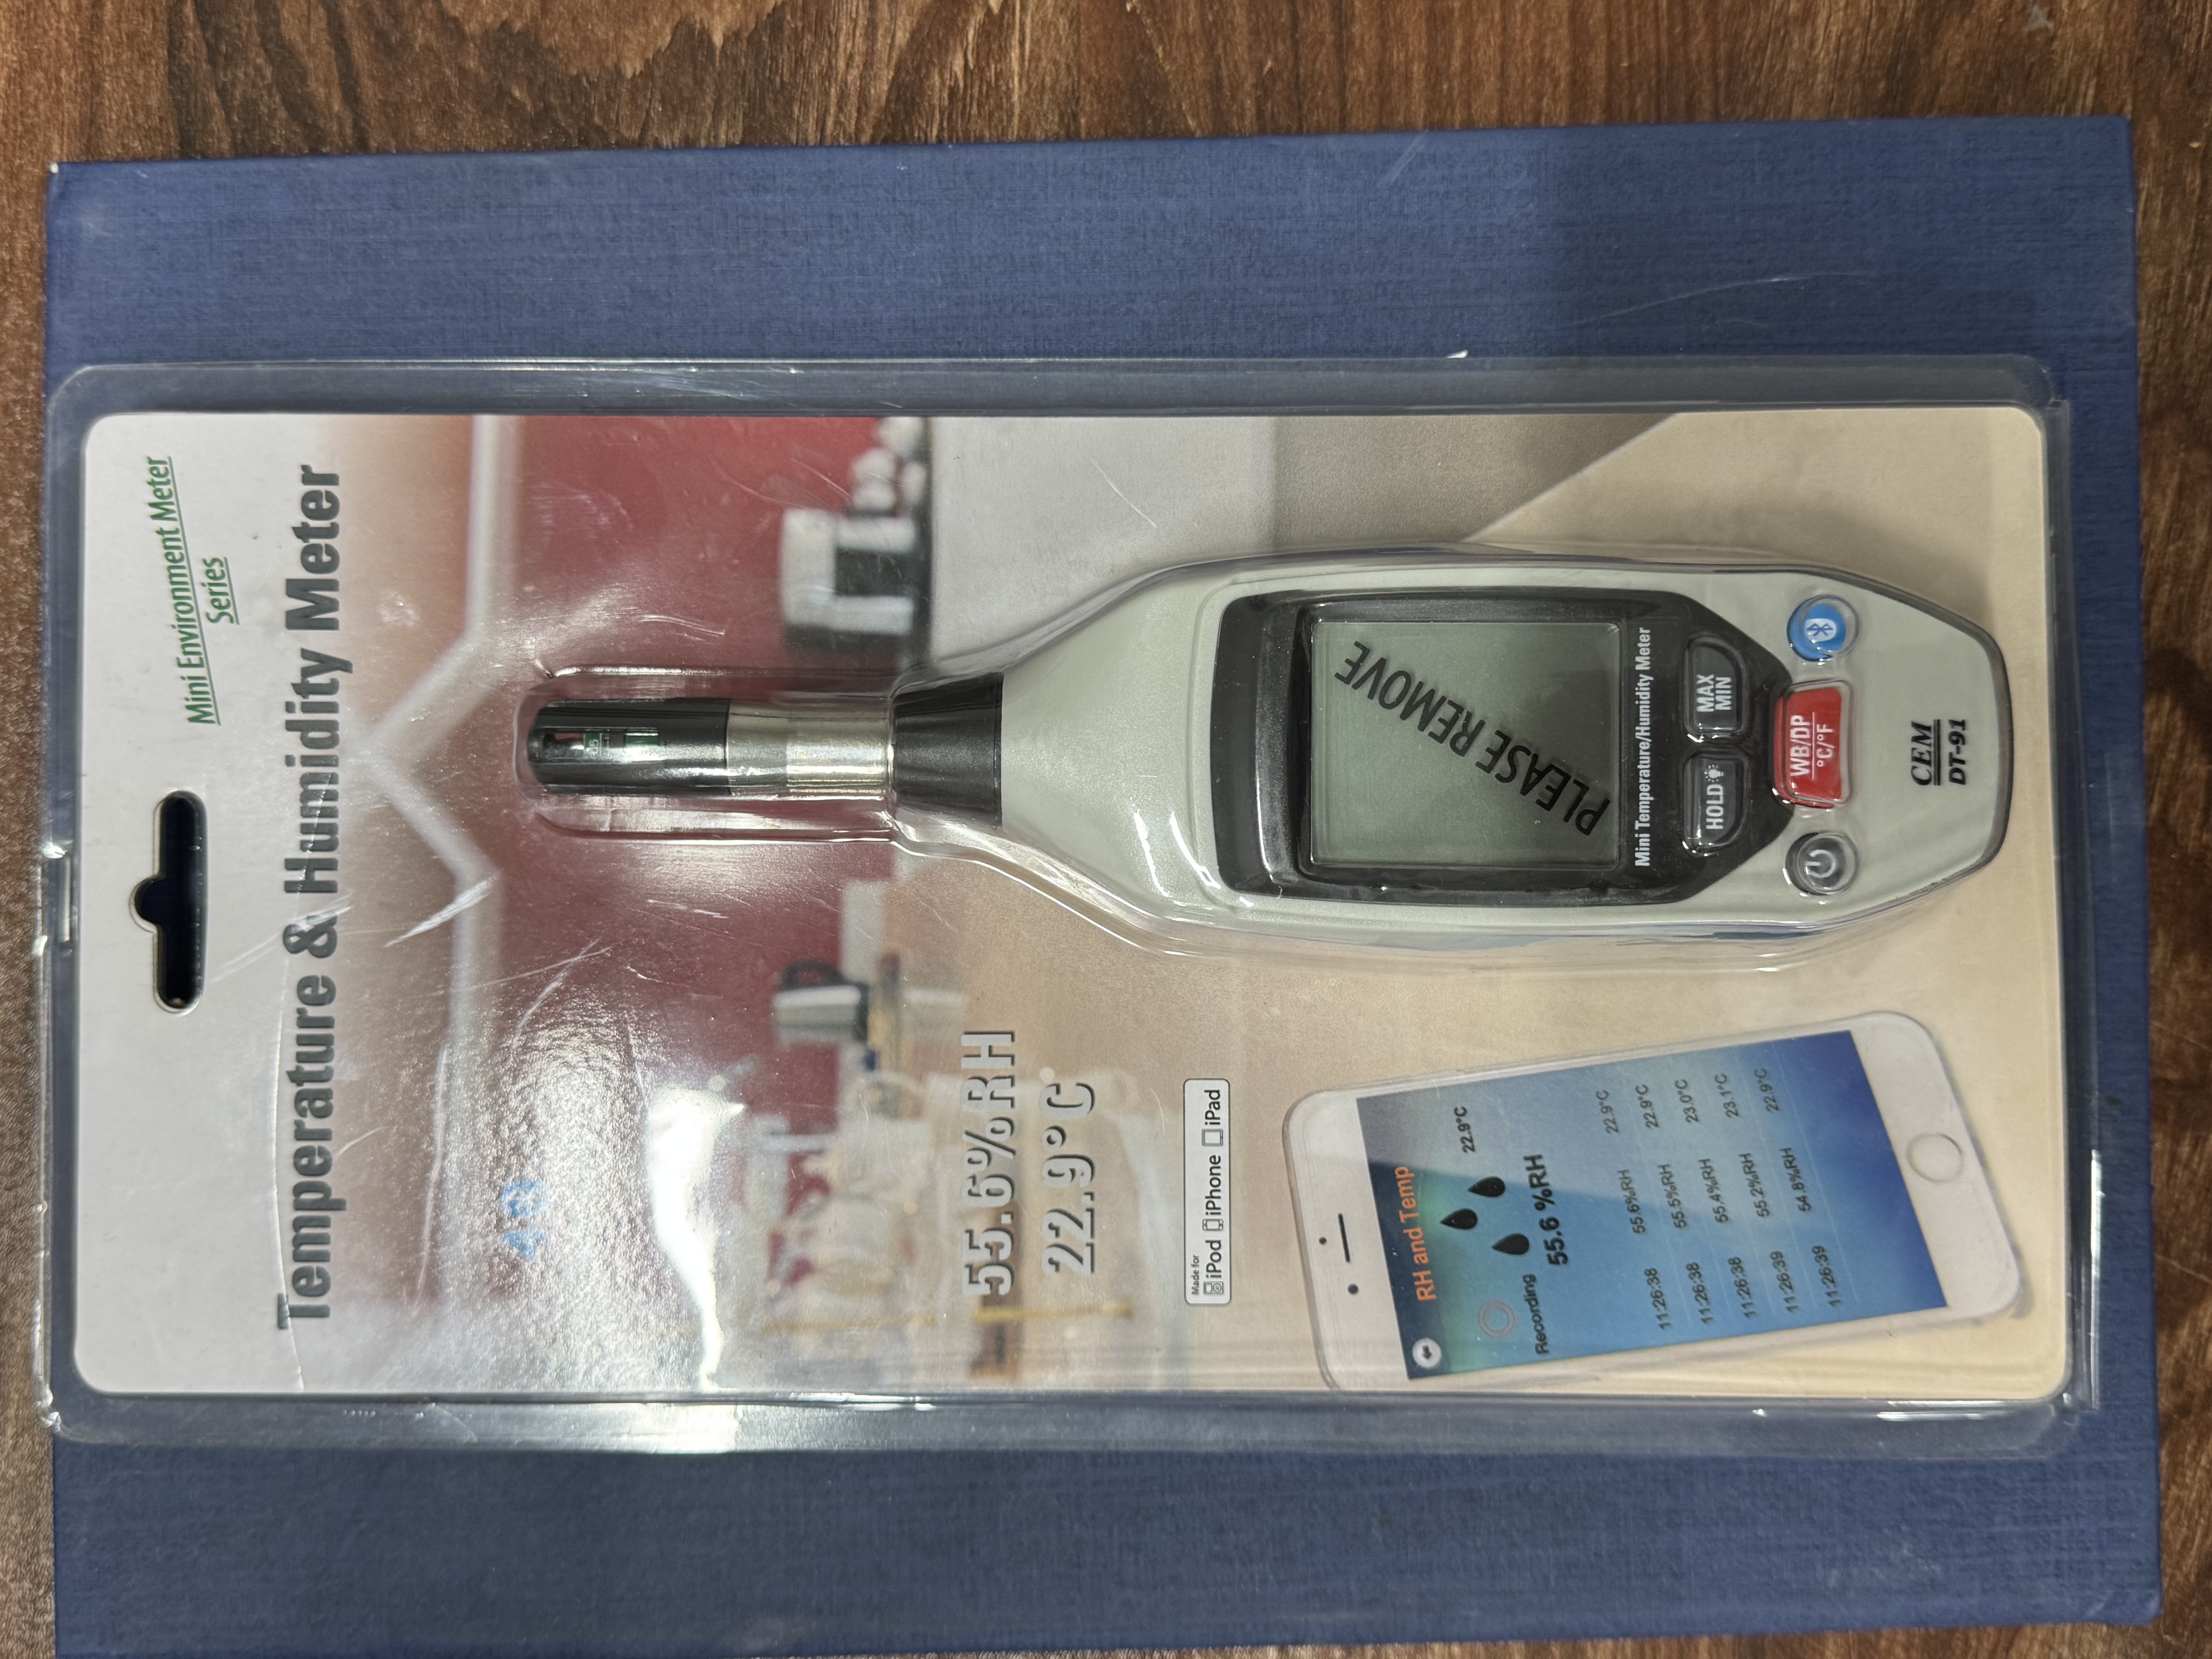 Mini Environment Meter
Series
Temperature & Humidity Meter
4.0
55.6%RH
22.9°C
Made for
iPod iPhone iPad
RH and Temp
22.9°C
Recording
55.6 %RH
11:26:38 55.6%RH 22.9°C
11:26:38 55.5%RH 22.9°C
11:26:38 55.4%RH 23.0°C
11:26:39 55.2%RH 23.1°C
11:26:39 54.8%RH 22.9°C
PLEASE REMOVE
Mini Temperature/Humidity Meter
HOLD MAX
MIN
WB/DP
°C/°F
CEM
DT-91